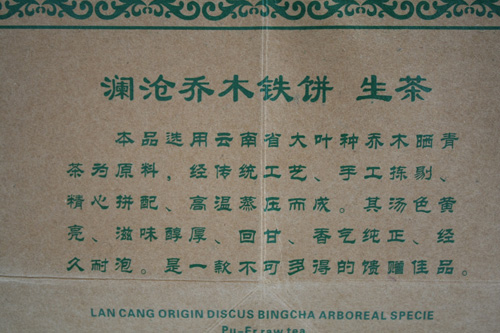 澜沧乔木铁饼 生茶
本品选用云南省大叶种乔木晒青
茶为原料，经传统工艺、手工拣剔、
精心拼配、高温蒸压而成。其汤色黄
亮、滋味醇厚、回甘、香气纯正、经
久耐泡。是一款不可多得的馈赠佳品。
LAN CANG ORIGIN DISCUS BINGCHA ARBOREAL SPECIE
Pu-Er raw tea